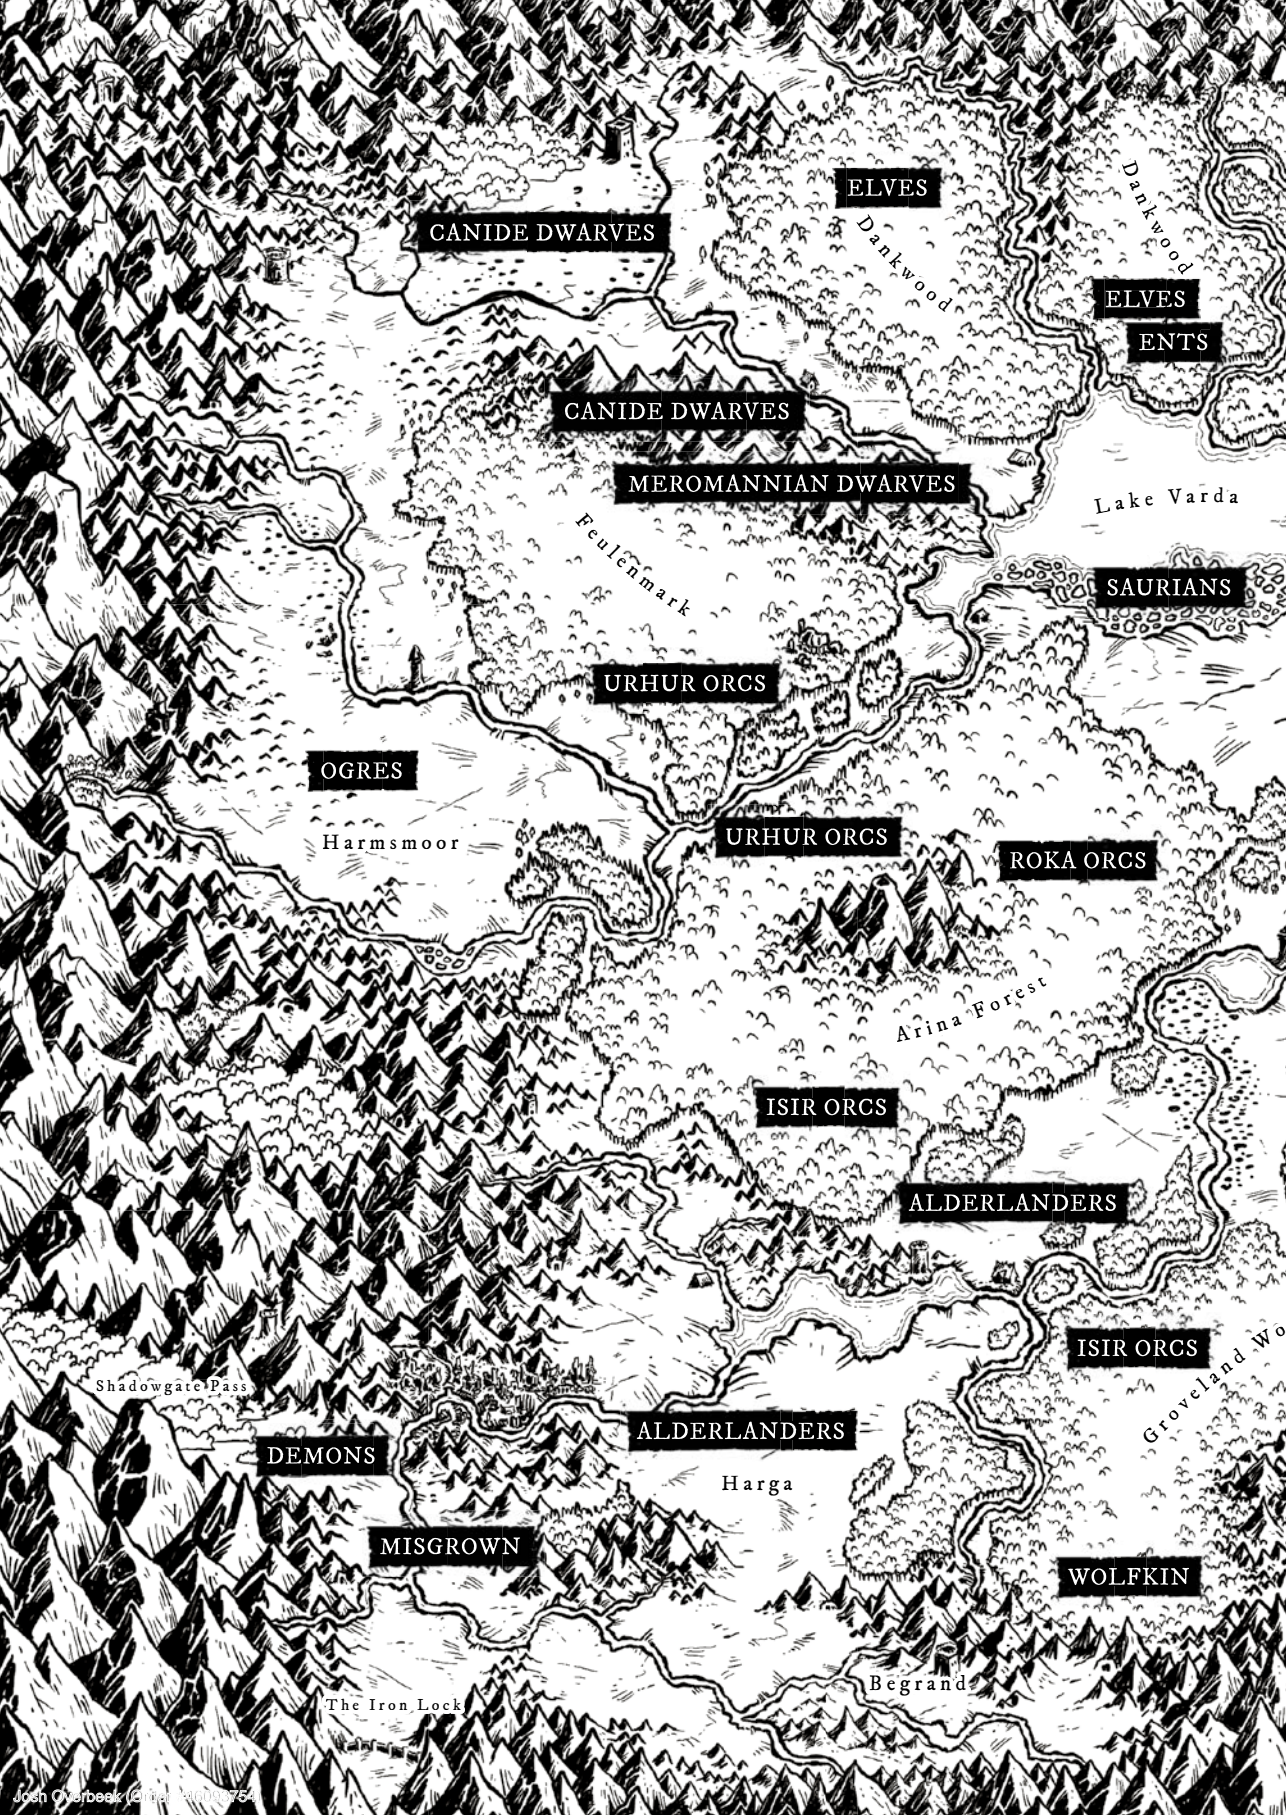 ELVES
Dankwood
CANIDE DWARVES
Dankwood
ELVES
ENTS
CANIDE DWARVES
MEROMANNIAN DWARVES
Lake Varda
Feulenmark
SAURIANS
URHUR ORCS
OGRES
Harmsmoor
URHUR ORCS
ROKA ORCS
Arina Forest
ISIR ORCS
ALDERLANDERS
ISIR ORCS
Groveland Wo
Shadowgate Pass
ALDERLANDERS
DEMONS
Harga
MISGROWN
WOLFKIN
Begrand
The Iron Lock
Josh Overbeek